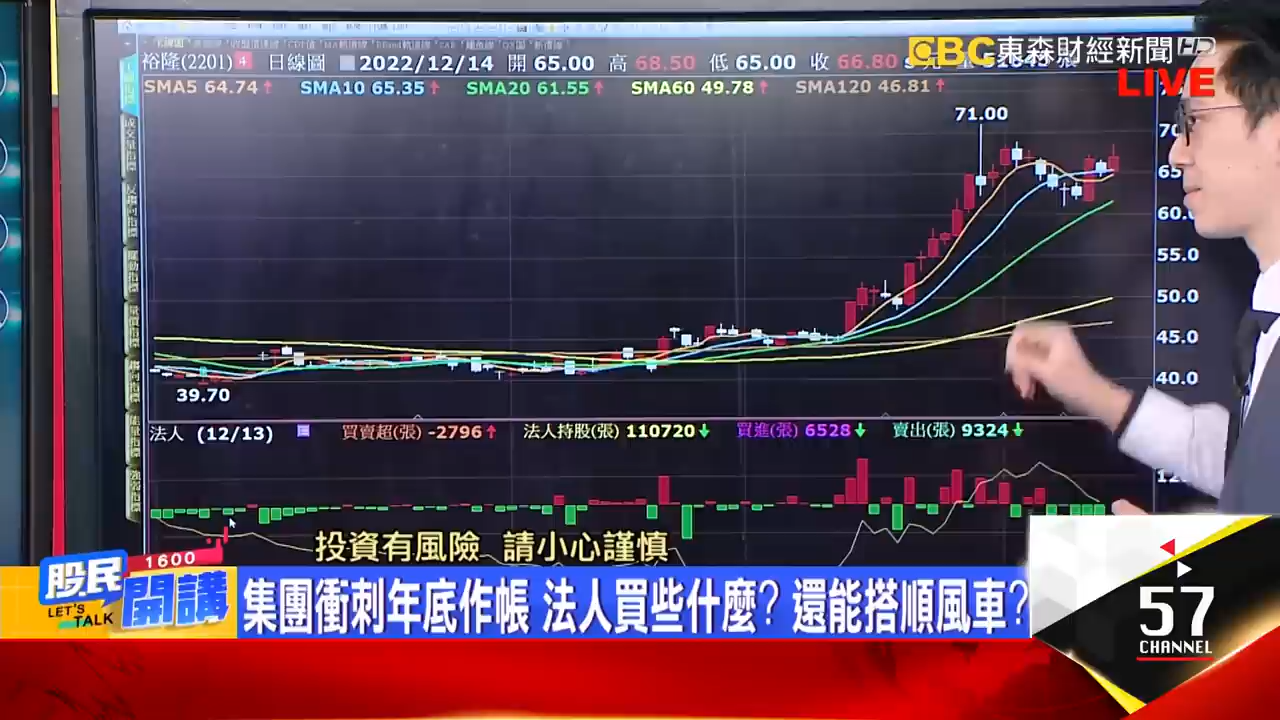 裕隆(2201) 4 日線圖 2022/12/14 開 65.00 高 68.50 低 65.00 收 66.80
EBC 東森財經新聞 HD
LIVE
SMA5 64.74↑ SMA10 65.35↑ SMA20 61.55↑ SMA60 49.78↑ SMA120 46.81↑
71.00
60.
55.0
50.0
45.0
40.0
39.70
法人 (12/13) 買賣超(張) -2796↑ 法人持股(張) 110720↓ 買進(張) 6528↓ 賣出(張) 9324↓
投資有風險 請小心謹慎
1600
股民
開講
LET'S TALK
集團衝刺年底作帳 法人買些什麼? 還能搭順風車?
57
CHANNEL